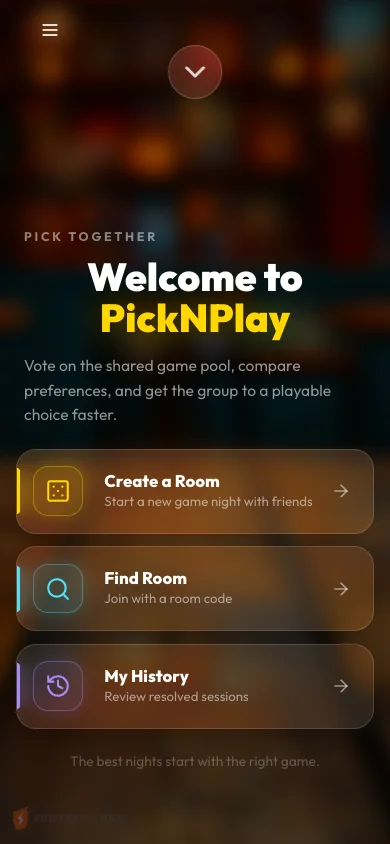 PICK TOGETHER
Welcome to
PickNPlay
Vote on the shared game pool, compare
preferences, and get the group to a playable
choice faster.
Create a Room
Start a new game night with friends
Find Room
Join with a room code
My History
Review resolved sessions
The best nights start with the right game.